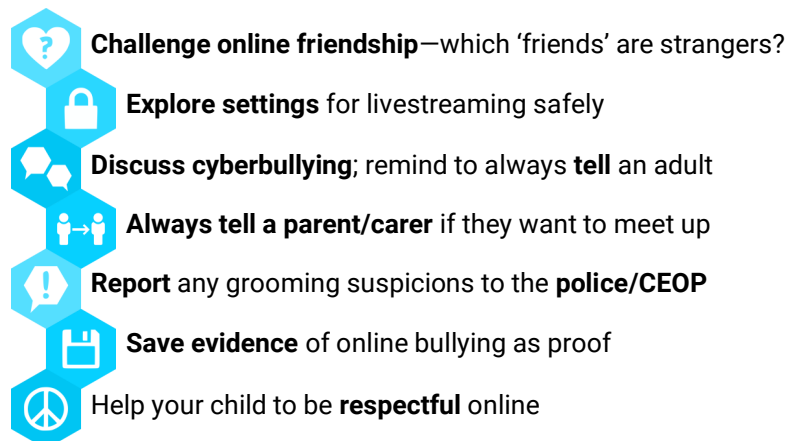 Challenge online friendship—which ‘friends’ are strangers?
Explore settings for livestreaming safely
Discuss cyberbullying; remind to always tell an adult
Always tell a parent/carer if they want to meet up
Report any grooming suspicions to the police/CEOP
Save evidence of online bullying as proof
Help your child to be respectful online